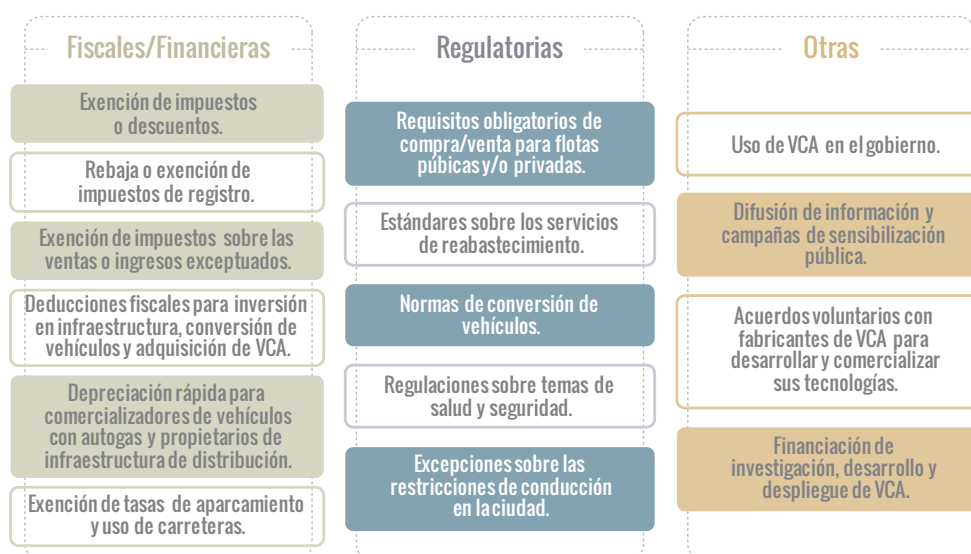 Fiscales/Financieras
Exención de impuestos
o descuentos.
Rebaja o exención de
impuestos de registro.
Exención de impuestos sobre las
ventas o ingresos exceptuados.
Deducciones fiscales para inversión
en infraestructura, conversión de
vehículos y adquisición de VCA.
Depreciación rápida para
comercializadores de vehículos
con autogas y propietarios de
infraestructura de distribución.
Exención de tasas de aparcamiento
y uso de carreteras.
Regulatorias
Requisitos obligatorios de
compra/venta para flotas
púbicas y/o privadas.
Estándares sobre los servicios
de reabastecimiento.
Normas de conversión de
vehículos.
Regulaciones sobre temas de
salud y seguridad.
Excepciones sobre las
restricciones de conducción
en la ciudad.
Otras
Uso de VCA en el gobierno.
Difusión de información y
campañas de sensibilización
pública.
Acuerdos voluntarios con
fabricantes de VCA para
desarrollar y comercializar
sus tecnologías.
Financiación de
investigación, desarrollo y
despliegue de VCA.